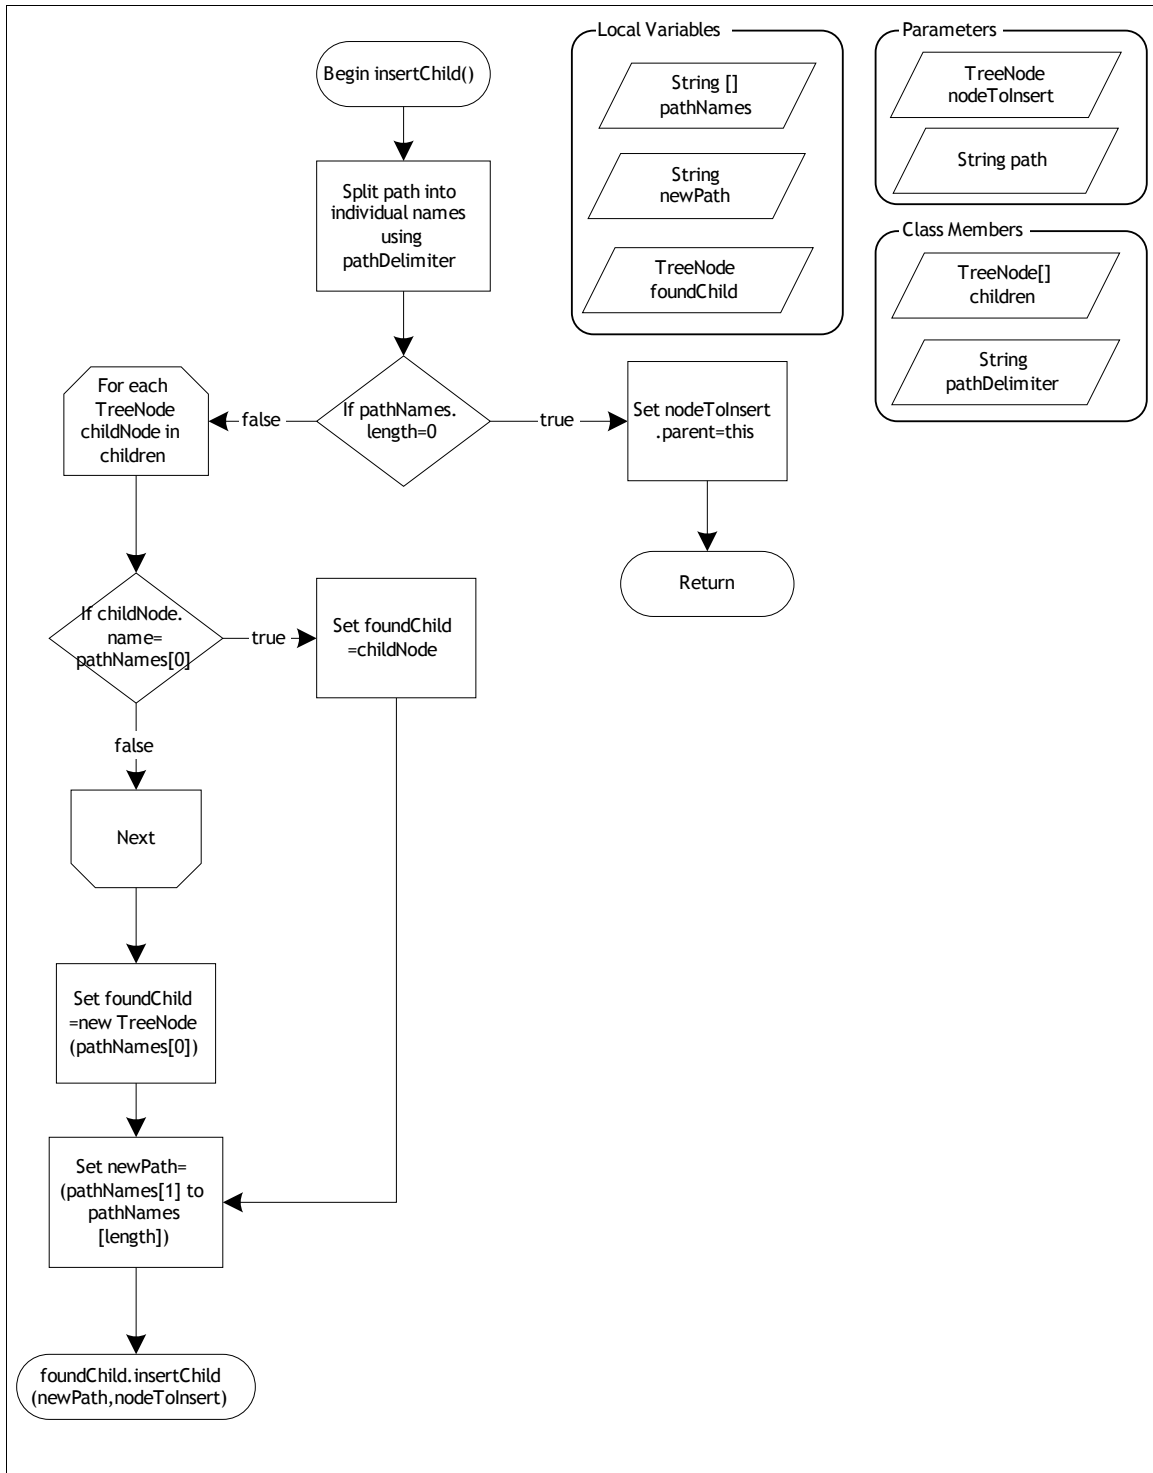 Begin insertChild()
Split path into
individual names
using
pathDelimiter
If pathNames.
length=0
false
true
Set nodeToInsert
.parent=this
Return
For each
TreeNode
childNode in
children
If childNode.
name=
pathNames[0]
true
Set foundChild
=childNode
false
Next
Set foundChild
=new TreeNode
(pathNames[0])
Set newPath=
(pathNames[1] to
pathNames
[length])
foundChild.insertChild
(newPath,nodeToInsert)
Local Variables
String []
pathNames
String
newPath
TreeNode
foundChild
Parameters
TreeNode
nodeToInsert
String path
Class Members
TreeNode[]
children
String
pathDelimiter